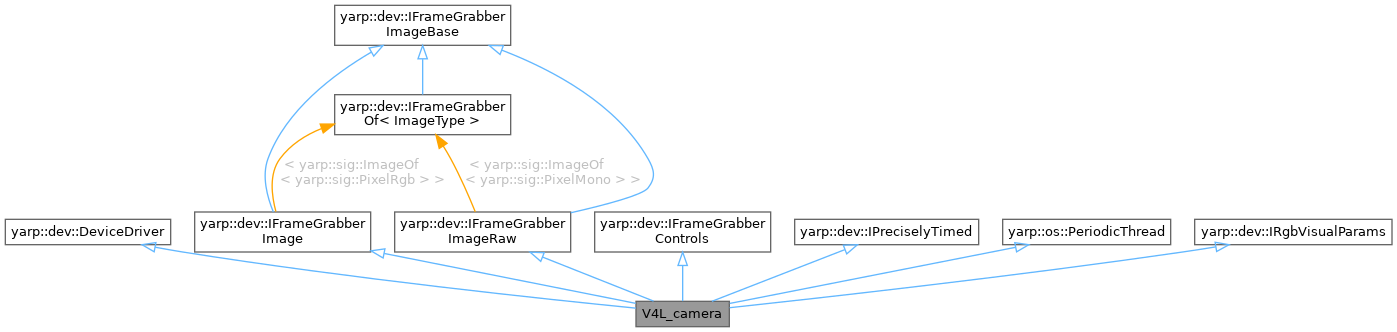 yarp::dev::IFrameGrabber
ImageBase
yarp::dev::IFrameGrabber
Of< ImageType >
< yarp::sig::ImageOf
< yarp::sig::PixelRgb > >
< yarp::sig::ImageOf
< yarp::sig::PixelMono > >
yarp::dev::DeviceDriver
yarp::dev::IFrameGrabber
Image
yarp::dev::IFrameGrabber
ImageRaw
yarp::dev::IFrameGrabber
Controls
yarp::dev::IPreciselyTimed
yarp::os::PeriodicThread
yarp::dev::IRgbVisualParams
V4L_camera